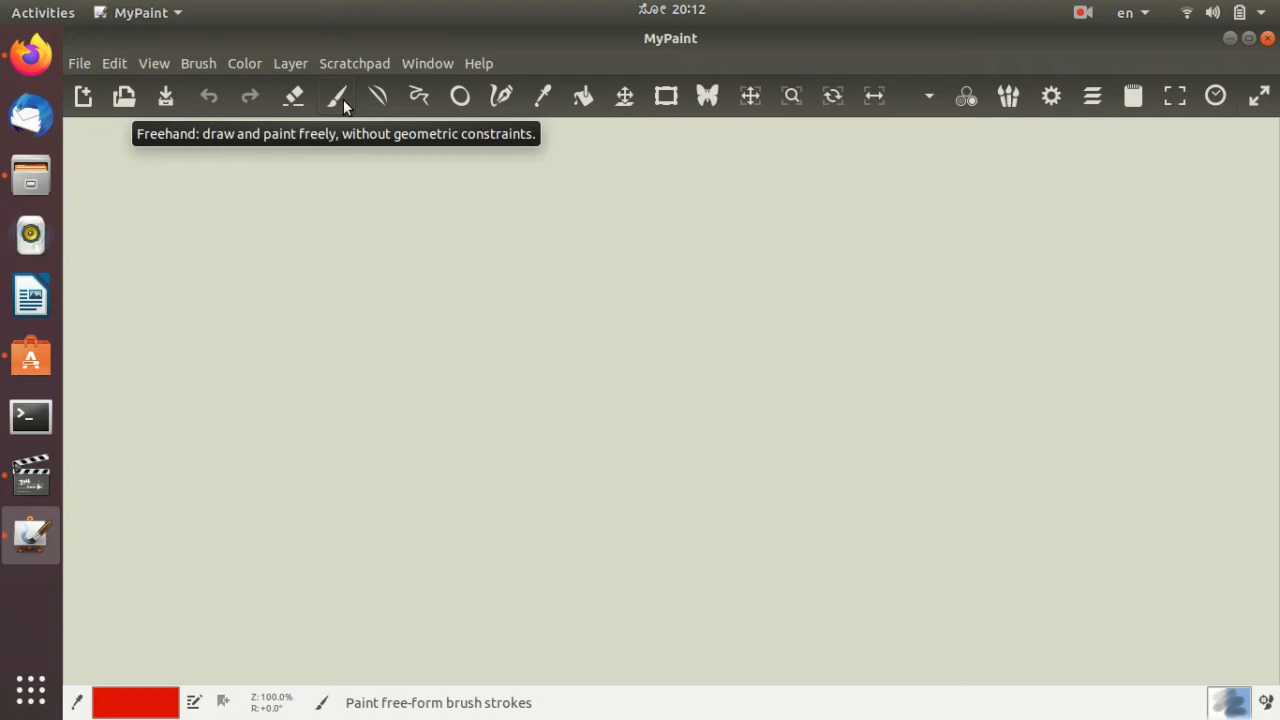 Activities MyPaint ಸೋಂ 20:12 en
MyPaint
File Edit View Brush Color Layer Scratchpad Window Help
Freehand: draw and paint freely, without geometric constraints.
Z: 100.0%
R: +0.0°
Paint free-form brush strokes